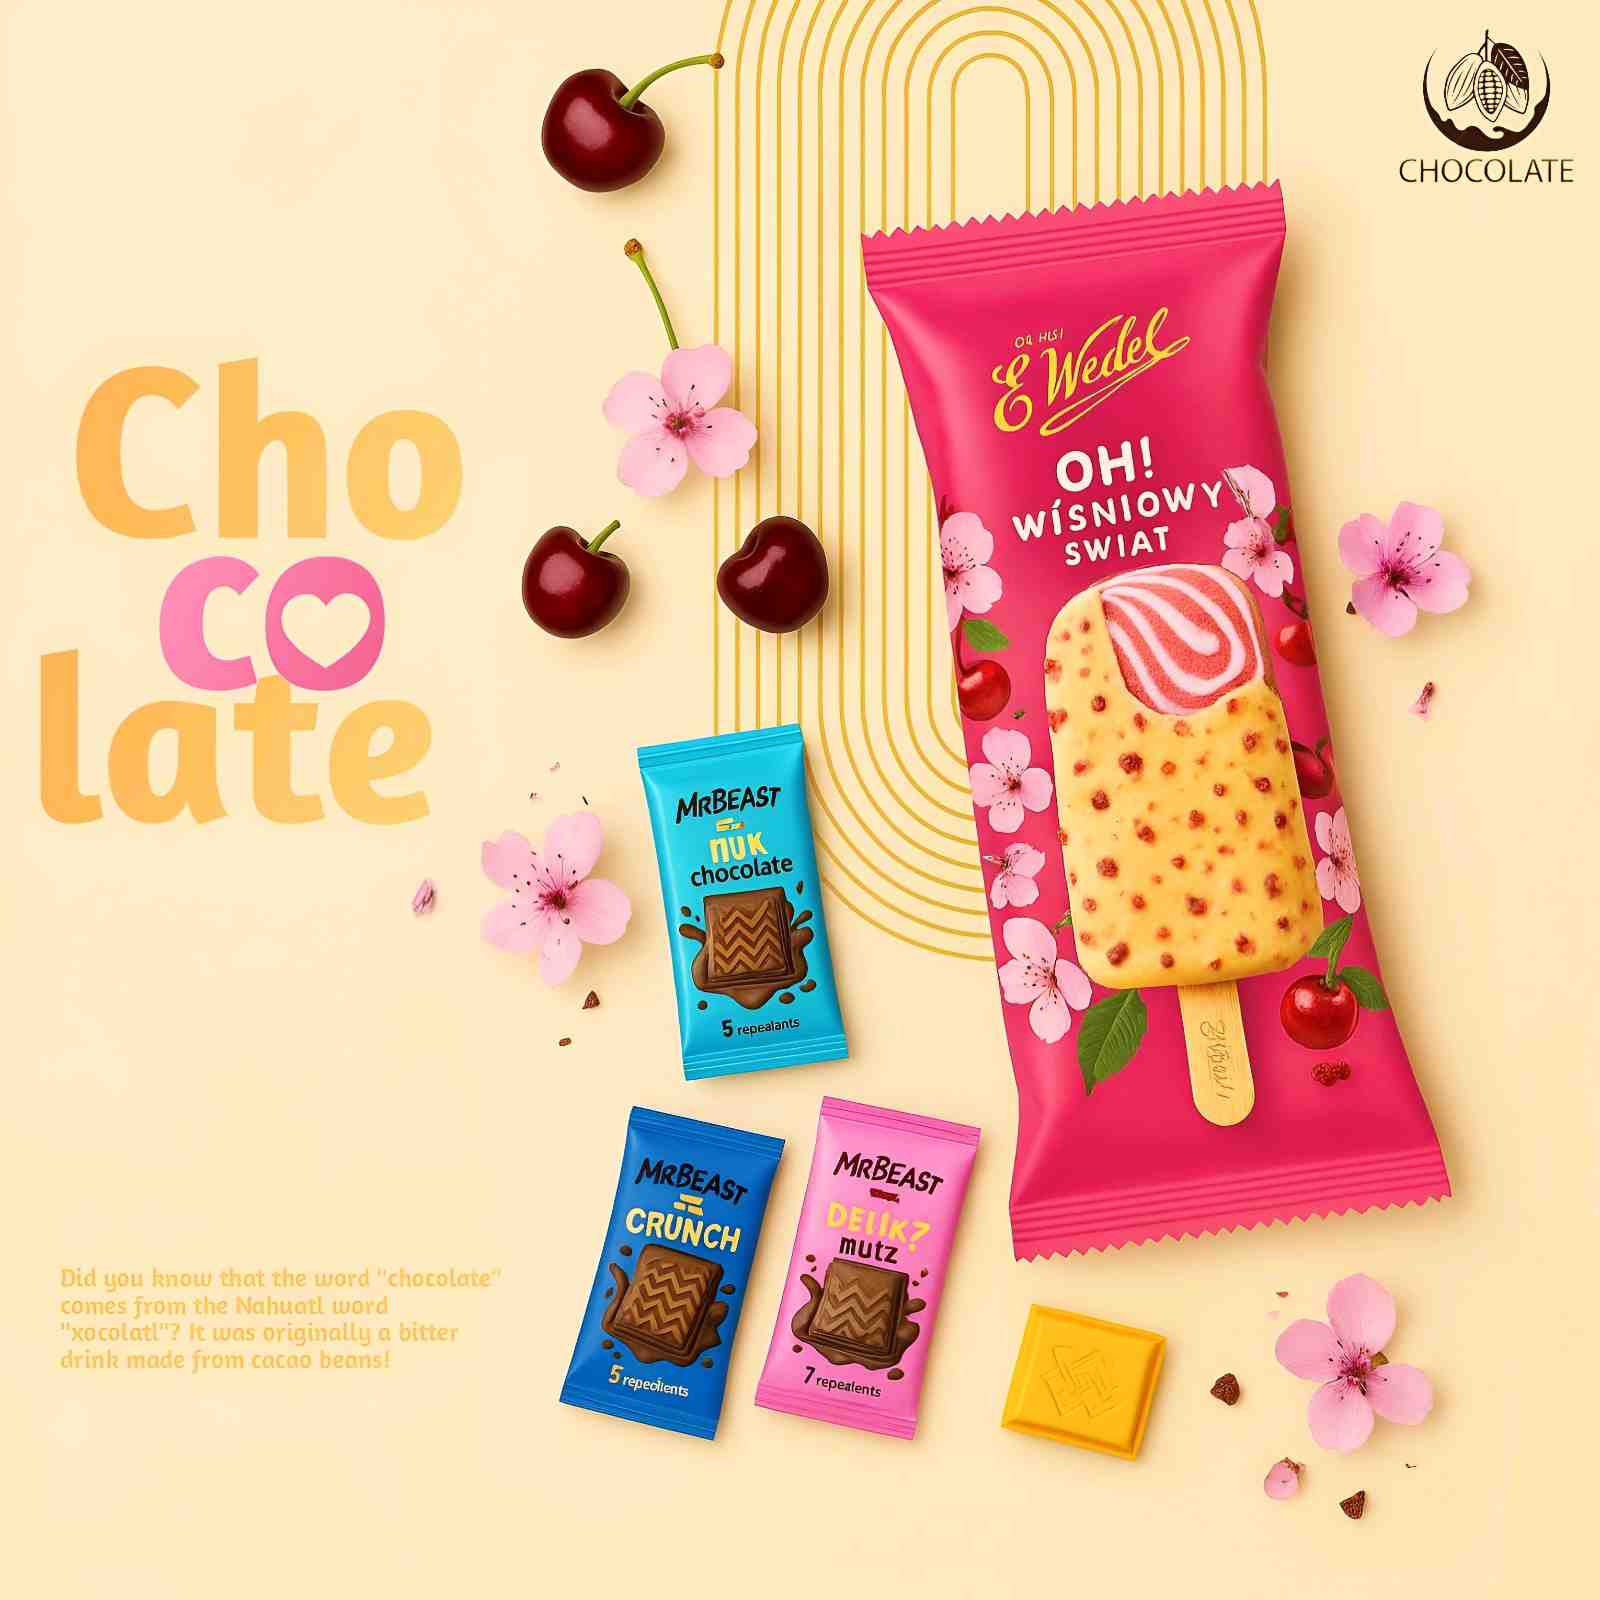 CHOCOLATE
Cho
co
late
E Wedel
OH!
WÍSNIOWY
SWIAT
MRBEAST
nuk
chocolate
5 repealants
MRBEAST
CRUNCH
5 repeolients
MRBEAST
DELIK?
mutz
7 repealents
Did you know that the word "chocolate"
comes from the Nahuatl word
"xocolatl"? It was originally a bitter
drink made from cacao beans!